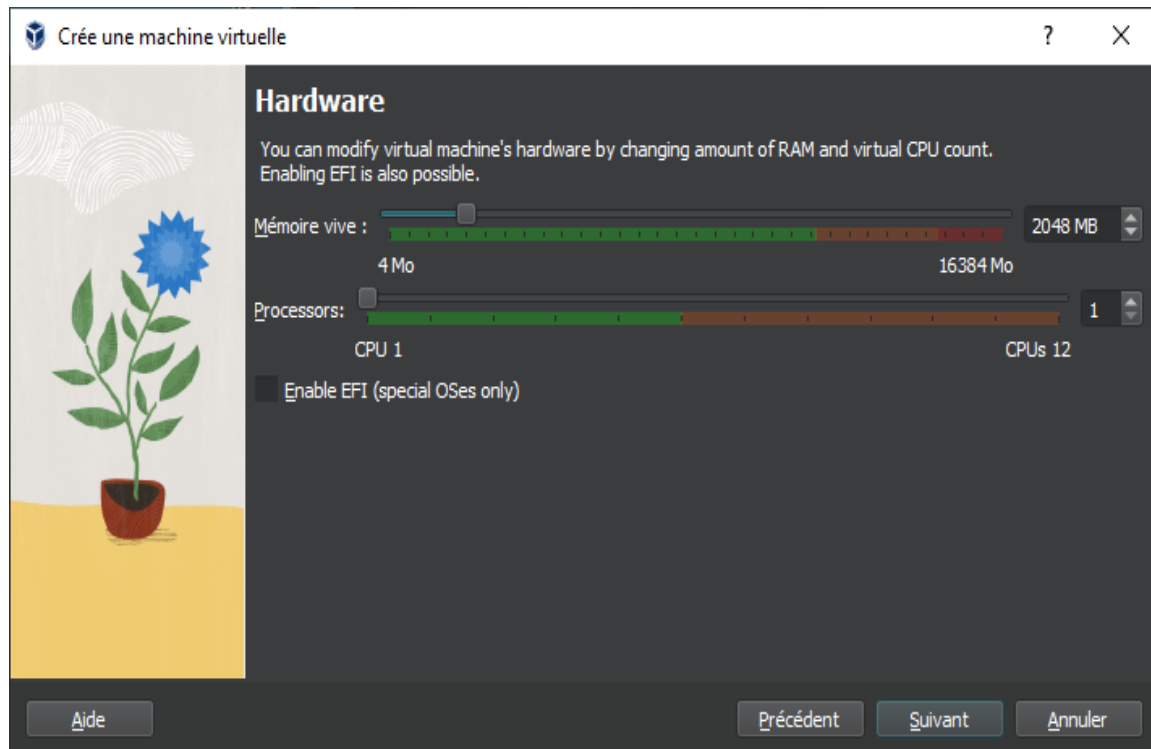 Crée une machine virtuelle
?
Hardware
You can modify virtual machine's hardware by changing amount of RAM and virtual CPU count.
Enabling EFI is also possible.
Mémoire vive :
2048 MB
4 Mo
16384 Mo
Processors:
1
CPU 1
CPUs 12
Enable EFI (special OSes only)
Aide
Précédent
Suivant
Annuler